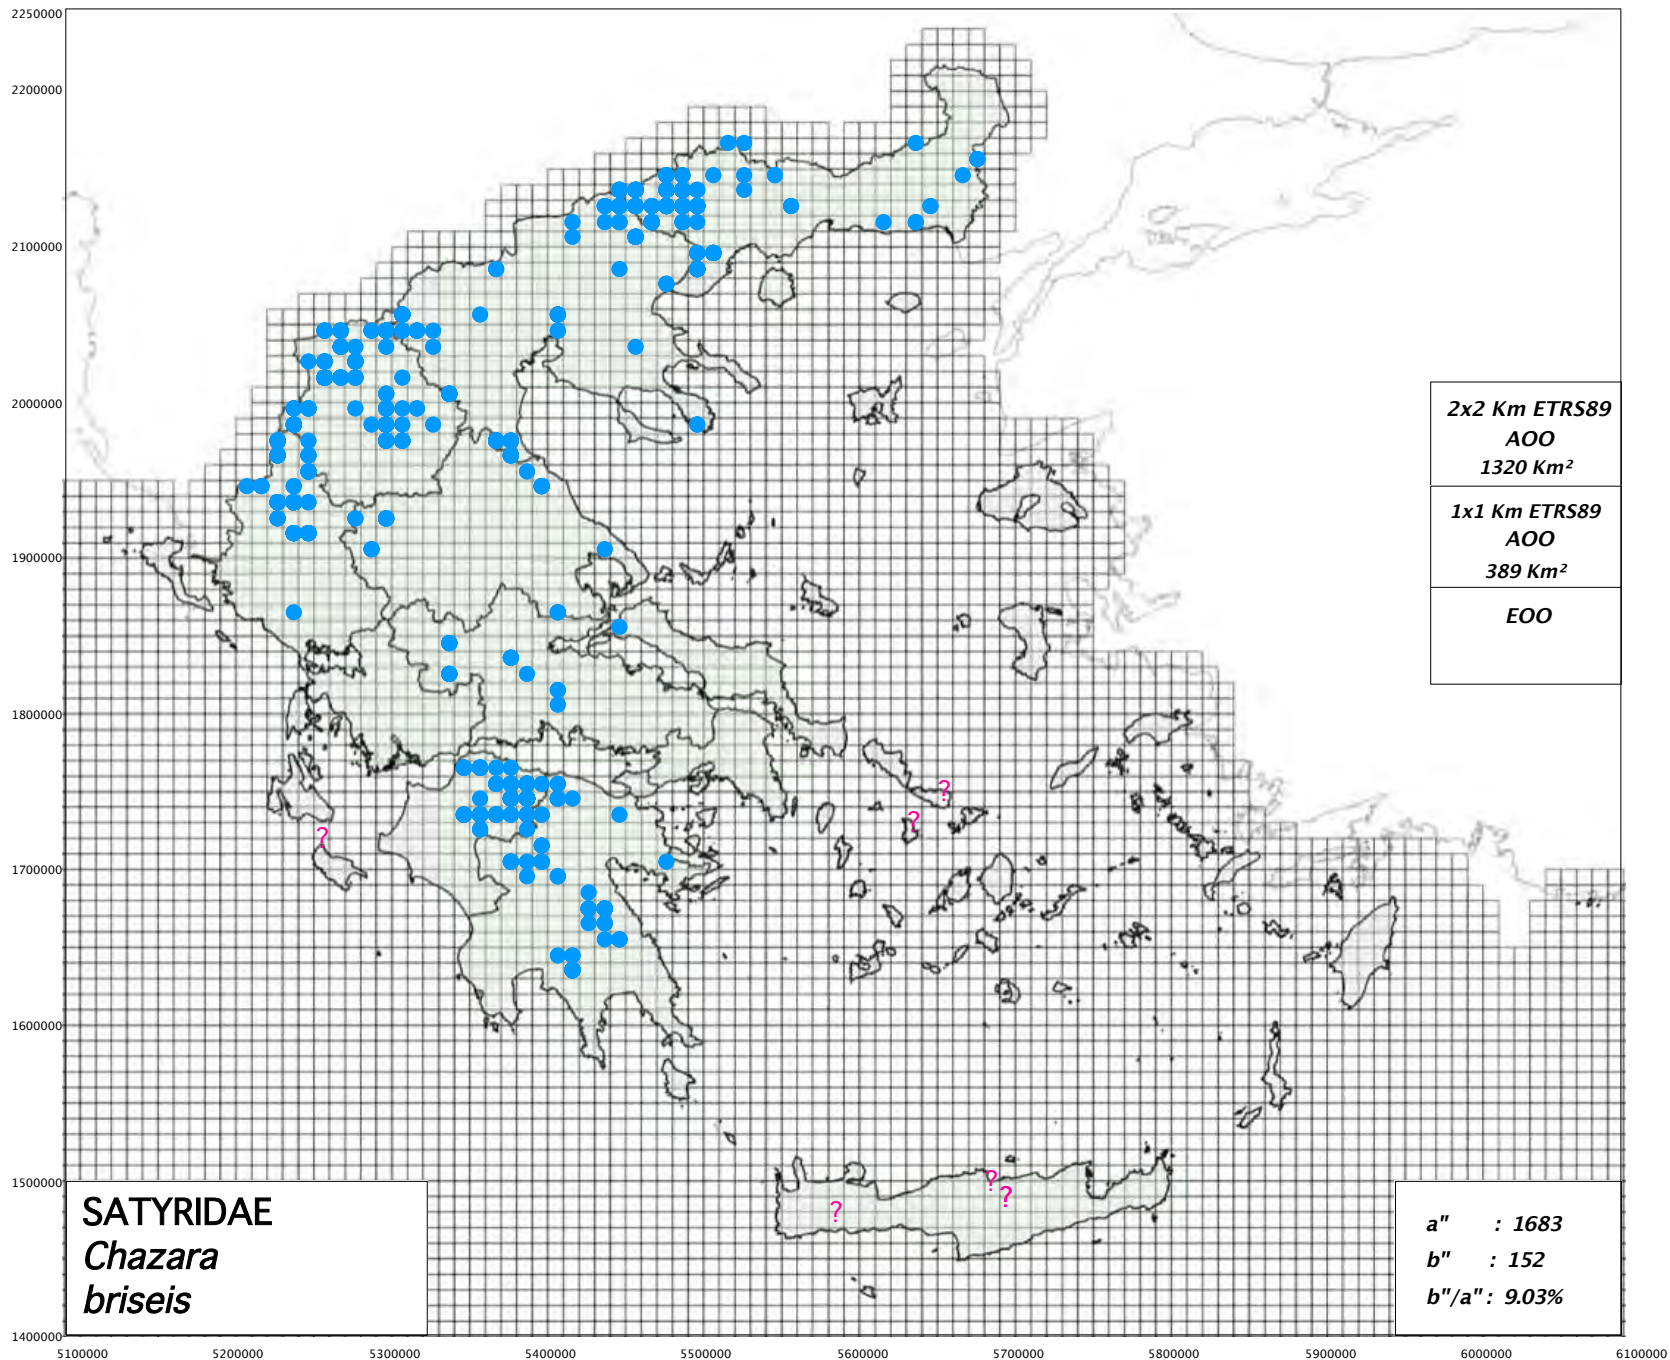 2250000
2200000
2100000
2000000
1900000
1800000
1700000
1600000
1500000
1400000
2x2 Km ETRS89
AOO
1320 Km²
1x1 Km ETRS89
AOO
389 Km²
EOO
?
?
?
?
?
?
SATYRIDAE
Chazara
briseis
a" : 1683
b" : 152
b"/a" : 9.03%
5100000 5200000 5300000 5400000 5500000 5600000 5700000 5800000 5900000 6000000 6100000